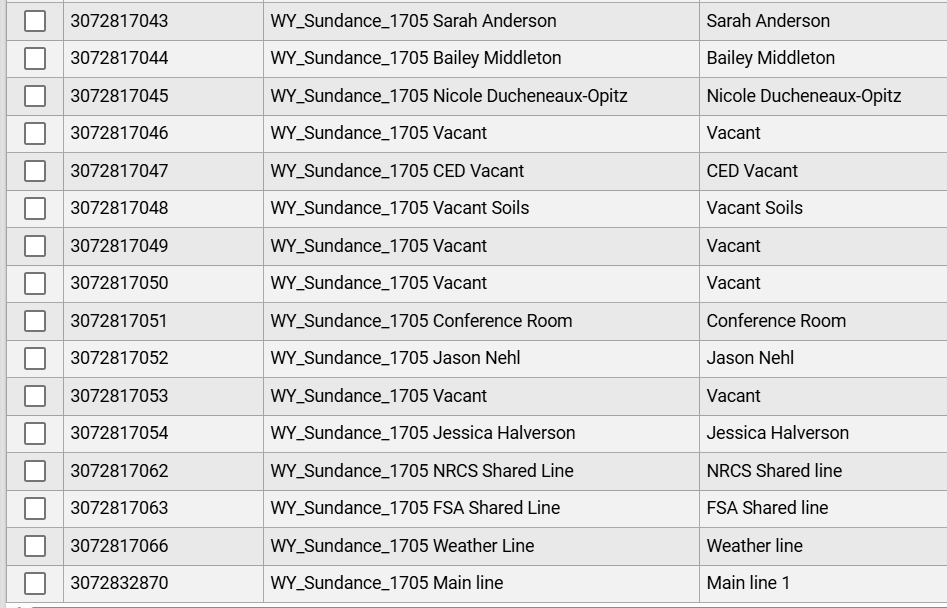 3072817043 WY_Sundance_1705 Sarah Anderson Sarah Anderson
3072817044 WY_Sundance_1705 Bailey Middleton Bailey Middleton
3072817045 WY_Sundance_1705 Nicole Ducheneaux-Opitz Nicole Ducheneaux-Opitz
3072817046 WY_Sundance_1705 Vacant Vacant
3072817047 WY_Sundance_1705 CED Vacant CED Vacant
3072817048 WY_Sundance_1705 Vacant Soils Vacant Soils
3072817049 WY_Sundance_1705 Vacant Vacant
3072817050 WY_Sundance_1705 Vacant Vacant
3072817051 WY_Sundance_1705 Conference Room Conference Room
3072817052 WY_Sundance_1705 Jason Nehl Jason Nehl
3072817053 WY_Sundance_1705 Vacant Vacant
3072817054 WY_Sundance_1705 Jessica Halverson Jessica Halverson
3072817062 WY_Sundance_1705 NRCS Shared Line NRCS Shared line
3072817063 WY_Sundance_1705 FSA Shared Line FSA Shared line
3072817066 WY_Sundance_1705 Weather Line Weather line
3072832870 WY_Sundance_1705 Main line Main line 1